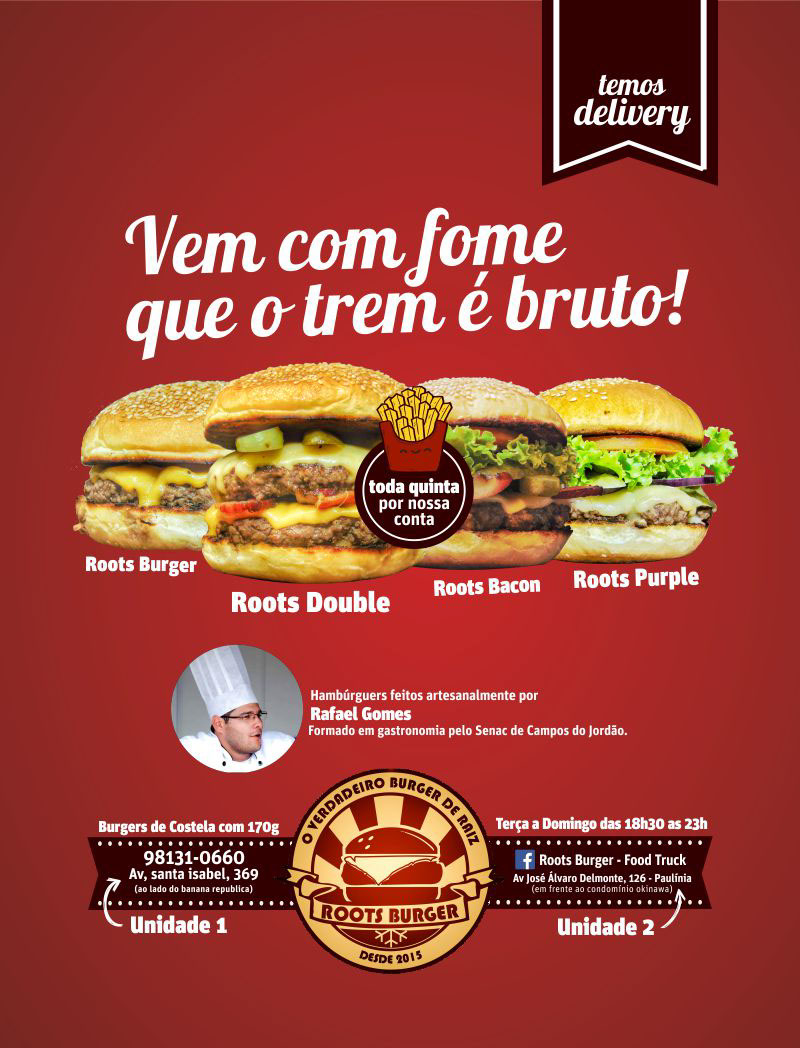 temos
delivery
Vem com fome
que o trem é bruto!
toda quinta
por nossa
conta
Roots Burger
Roots Double
Roots Bacon
Roots Purple
Hambúrguers feitos artesanalmente por
Rafael Gomes
Formado em gastronomia pelo Senac de Campos do Jordão.
Burgers de Costela com 170g
98131-0660
Av, santa isabel, 369
(ao lado do banana republica)
Unidade 1
O VERDADEIRO BURGER DE RAIZ
ROOTS BURGER
DESDE 2015
Terça a Domingo das 18h30 as 23h
f Roots Burger - Food Truck
Av José Álvaro Delmonte, 126 - Paulínia
(em frente ao condomínio okinawa)
Unidade 2